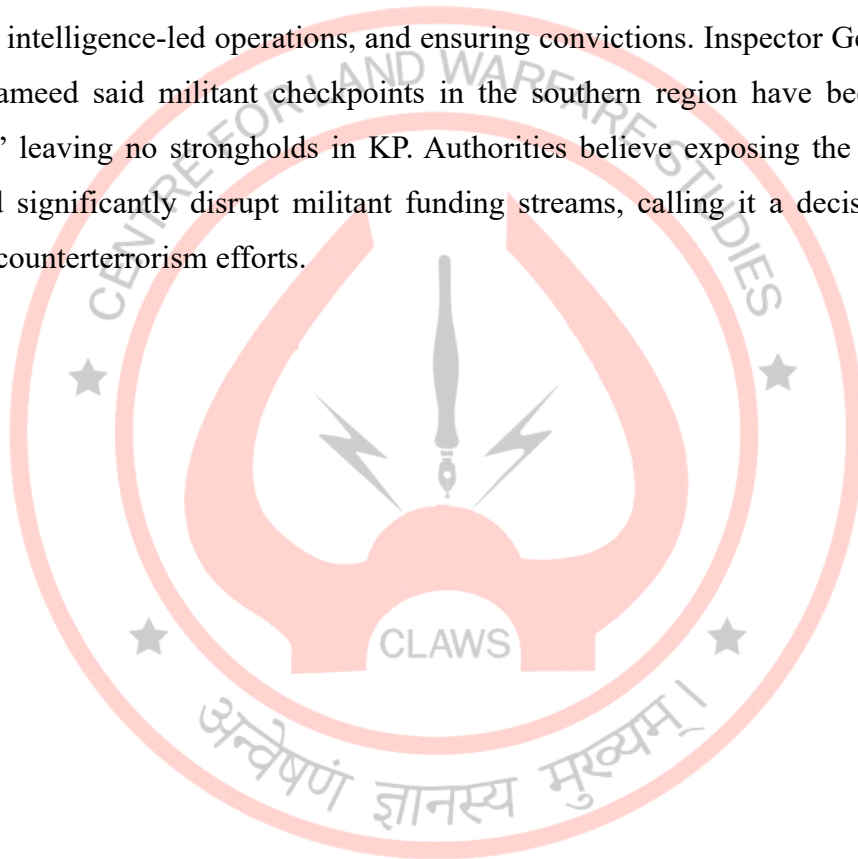 intelligence-led operations, and ensuring convictions. Inspector Ge
ameed said militant checkpoints in the southern region have bee
” leaving no strongholds in KP. Authorities believe exposing the
significantly disrupt militant funding streams, calling it a decis
counterterrorism efforts.
CENTRE FOR LAND WARFARE STUDIES
CLAWS
अन्वेषणं ज्ञानस्य मुख्यम्।